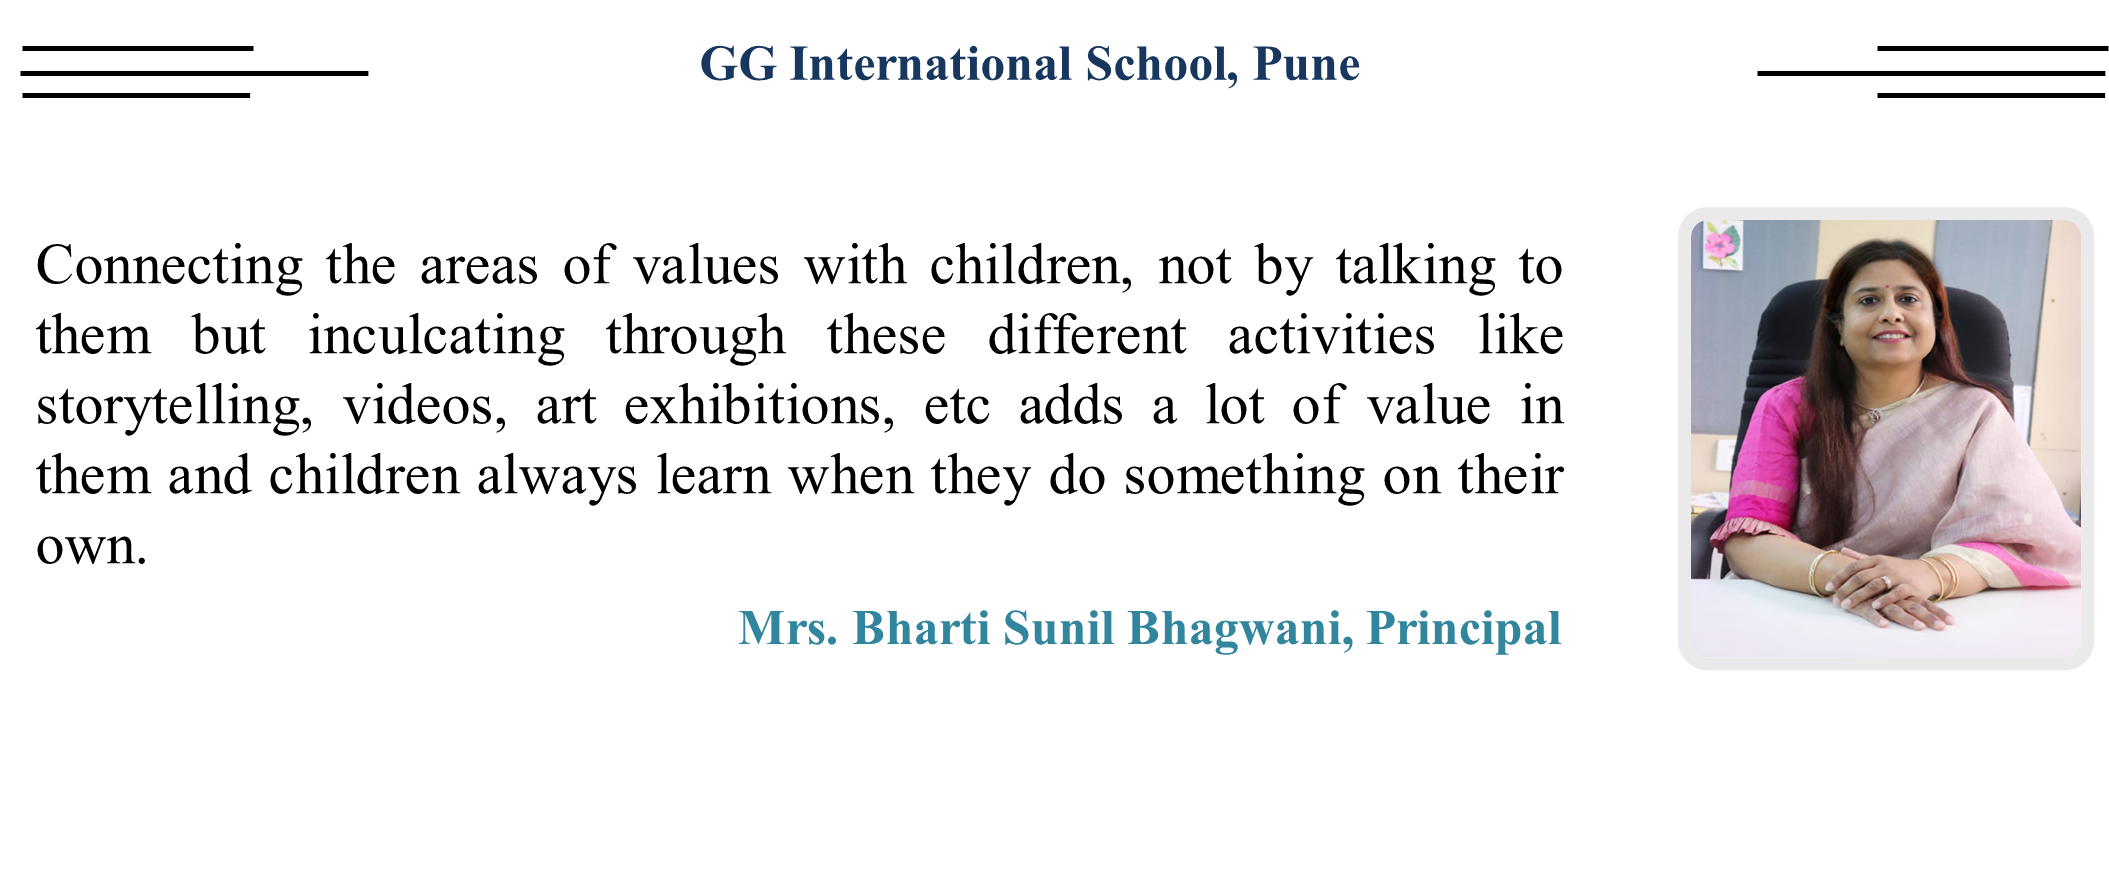 GG International School, Pune
Connecting the areas of values with children, not by talking to
them but inculcating through these different activities like
storytelling, videos, art exhibitions, etc adds a lot of value in
them and children always learn when they do something on their
own.
Mrs. Bharti Sunil Bhagwani, Principal